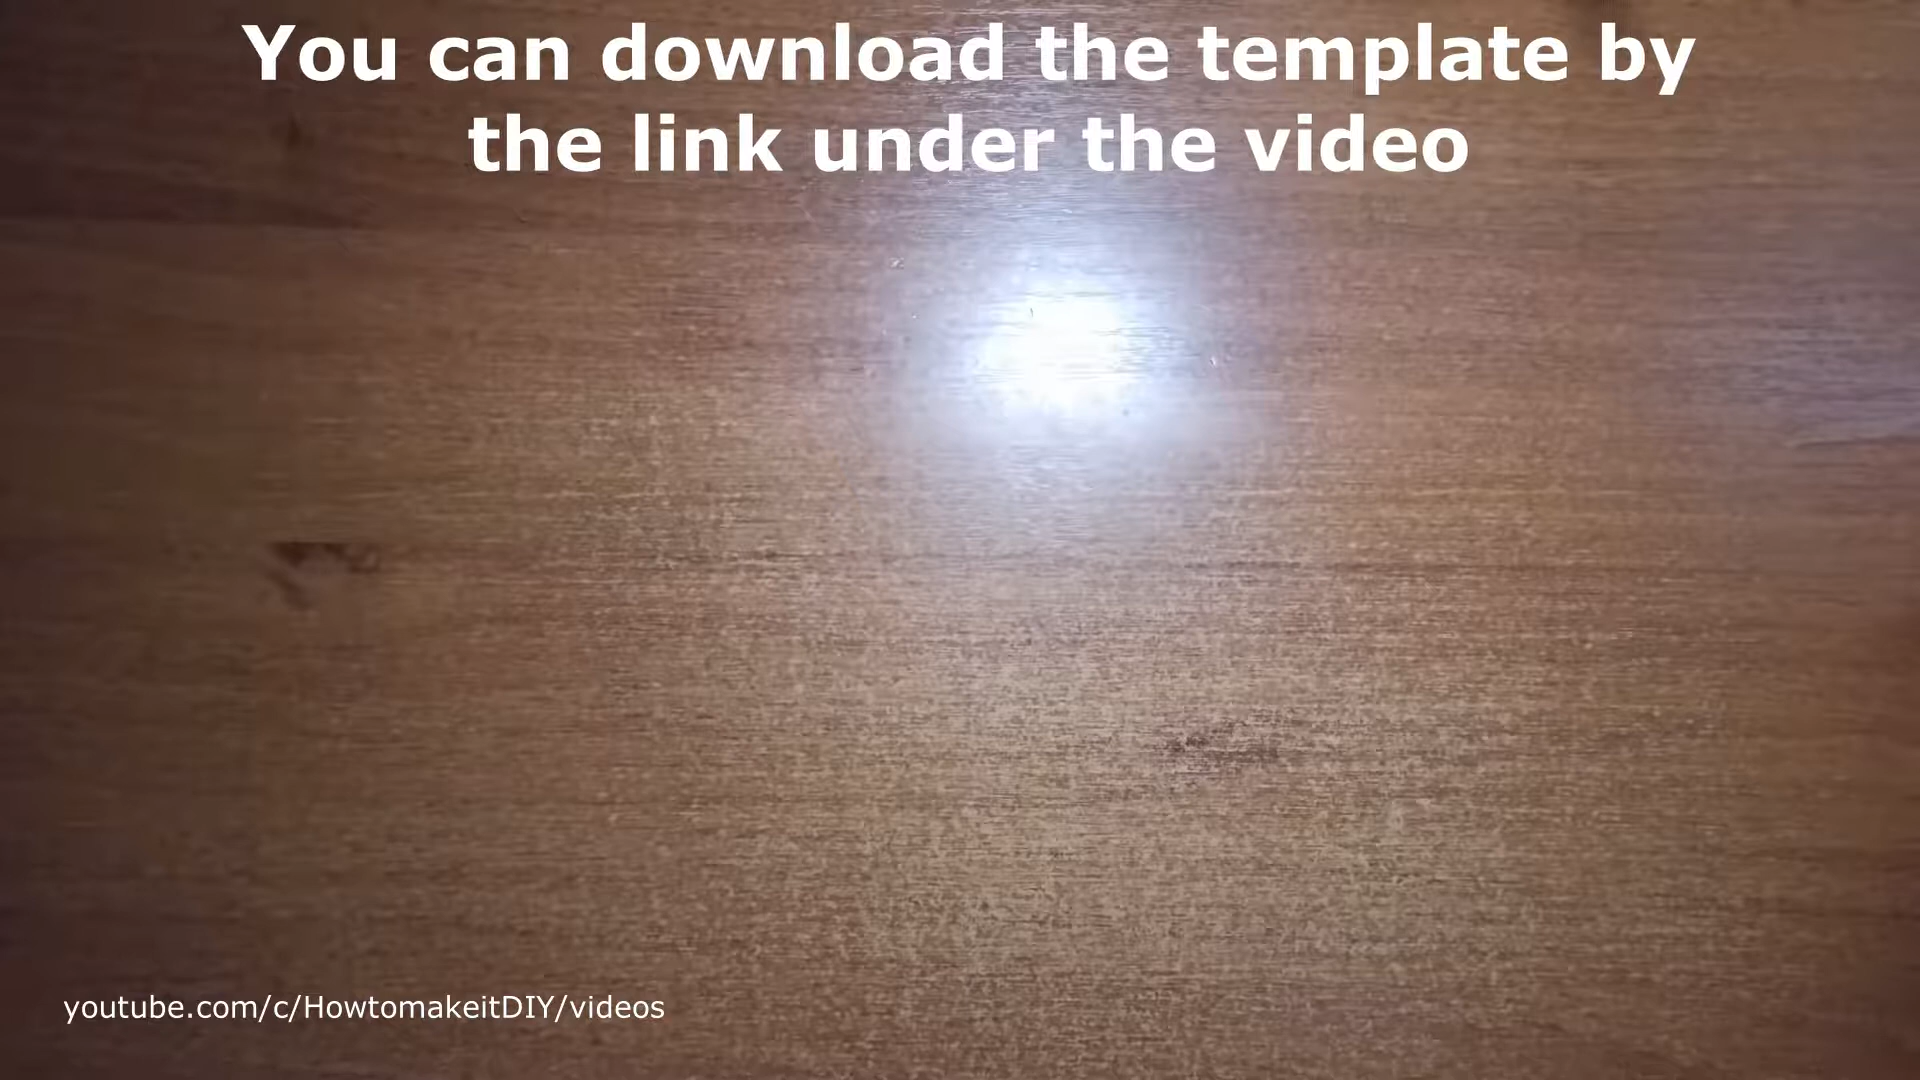 You can download the template by
the link under the video
youtube.com/c/HowtomakeitDIY/videos